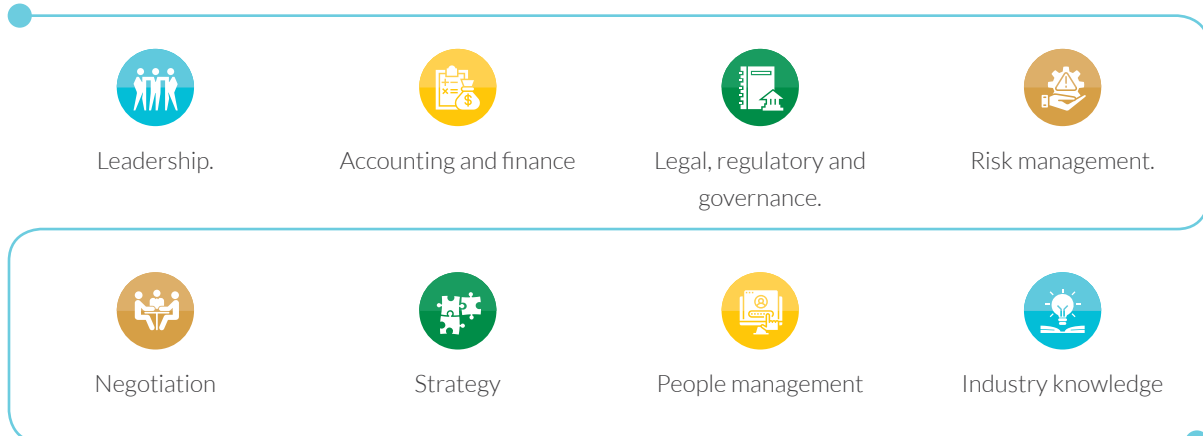 Leadership.
Accounting and finance
Legal, regulatory and
governance.
Risk management.
Negotiation
Strategy
People management
Industry knowledge